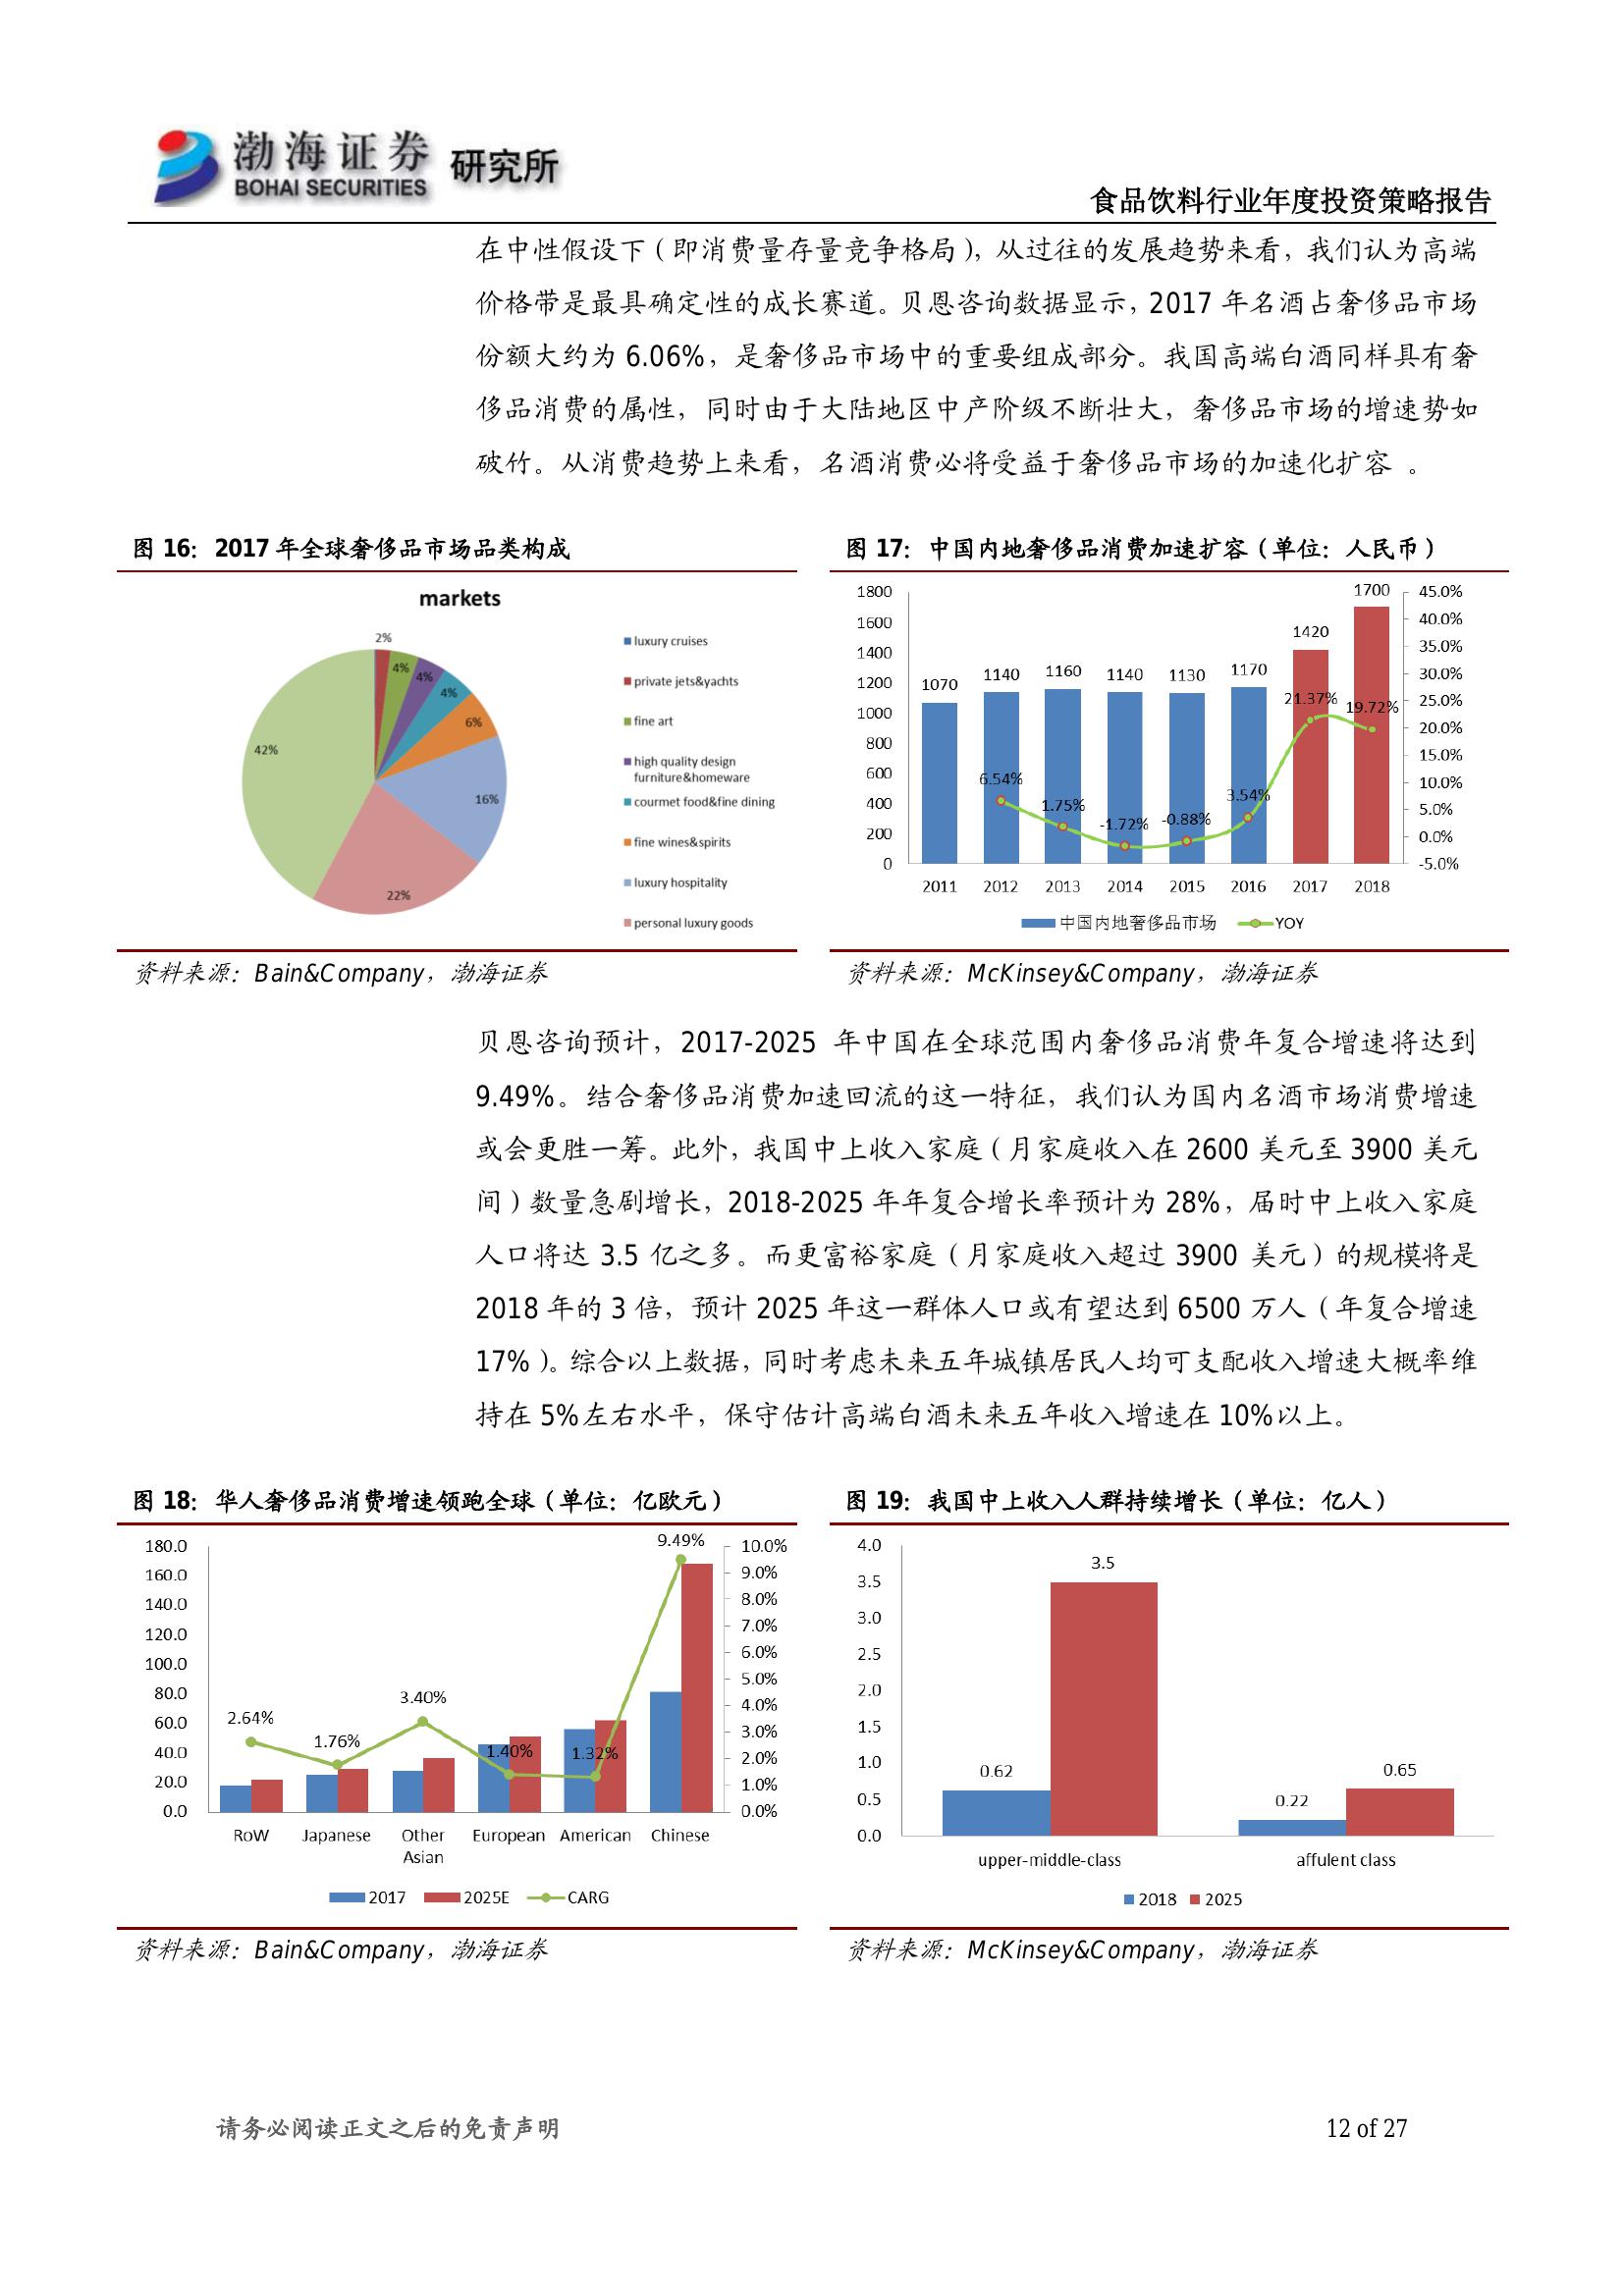 渤海证券 研究所
BOHAI SECURITIES
食品饮料行业年度投资策略报告
在中性假设下（即消费量存量竞争格局），从过往的发展趋势来看，我们认为高端
价格带是最具确定性的成长赛道。贝恩咨询数据显示，2017 年名酒占奢侈品市场
份额大约为 6.06%，是奢侈品市场中的重要组成部分。我国高端白酒同样具有奢
侈品消费的属性，同时由于大陆地区中产阶级不断壮大，奢侈品市场的增速势如
破竹。从消费趋势上来看，名酒消费必将受益于奢侈品市场的加速化扩容 。
图 16：2017 年全球奢侈品市场品类构成
markets
2%
4%
4%
4%
6%
16%
22%
42%
luxury cruises
private jets&yachts
fine art
high quality design
furniture&homeware
courmet food&fine dining
fine wines&spirits
luxury hospitality
personal luxury goods
资料来源：Bain&Company，渤海证券
图 17：中国内地奢侈品消费加速扩容（单位：人民币）
1800
1600
1400
1200
1000
800
600
400
200
0
1070
1140
1160
1140
1130
1170
1420
1700
6.54%
1.75%
-1.72%
-0.88%
3.54%
21.37%
19.72%
45.0%
40.0%
35.0%
30.0%
25.0%
20.0%
15.0%
10.0%
5.0%
0.0%
-5.0%
2011 2012 2013 2014 2015 2016 2017 2018
中国内地奢侈品市场 YOY
资料来源：McKinsey&Company，渤海证券
贝恩咨询预计，2017-2025 年中国在全球范围内奢侈品消费年复合增速将达到
9.49%。结合奢侈品消费加速回流的这一特征，我们认为国内名酒市场消费增速
或会更胜一筹。此外，我国中上收入家庭（月家庭收入在 2600 美元至 3900 美元
间）数量急剧增长，2018-2025 年年复合增长率预计为 28%，届时中上收入家庭
人口将达 3.5 亿之多。而更富裕家庭（月家庭收入超过 3900 美元）的规模将是
2018 年的 3 倍，预计 2025 年这一群体人口或有望达到 6500 万人（年复合增速
17%）。综合以上数据，同时考虑未来五年城镇居民人均可支配收入增速大概率维
持在 5%左右水平，保守估计高端白酒未来五年收入增速在 10%以上。
图 18：华人奢侈品消费增速领跑全球（单位：亿欧元）
180.0
160.0
140.0
120.0
100.0
80.0
60.0
40.0
20.0
0.0
2.64%
1.76%
3.40%
1.40%
1.32%
9.49%
10.0%
9.0%
8.0%
7.0%
6.0%
5.0%
4.0%
3.0%
2.0%
1.0%
0.0%
RoW Japanese Other European American Chinese
Asian
2017 2025E CARG
资料来源：Bain&Company，渤海证券
图 19：我国中上收入人群持续增长（单位：亿人）
4.0
3.5
3.0
2.5
2.0
1.5
1.0
0.5
0.0
0.62
3.5
0.22
0.65
upper-middle-class affulent class
2018 2025
资料来源：McKinsey&Company，渤海证券
请务必阅读正文之后的免责声明 12 of 27